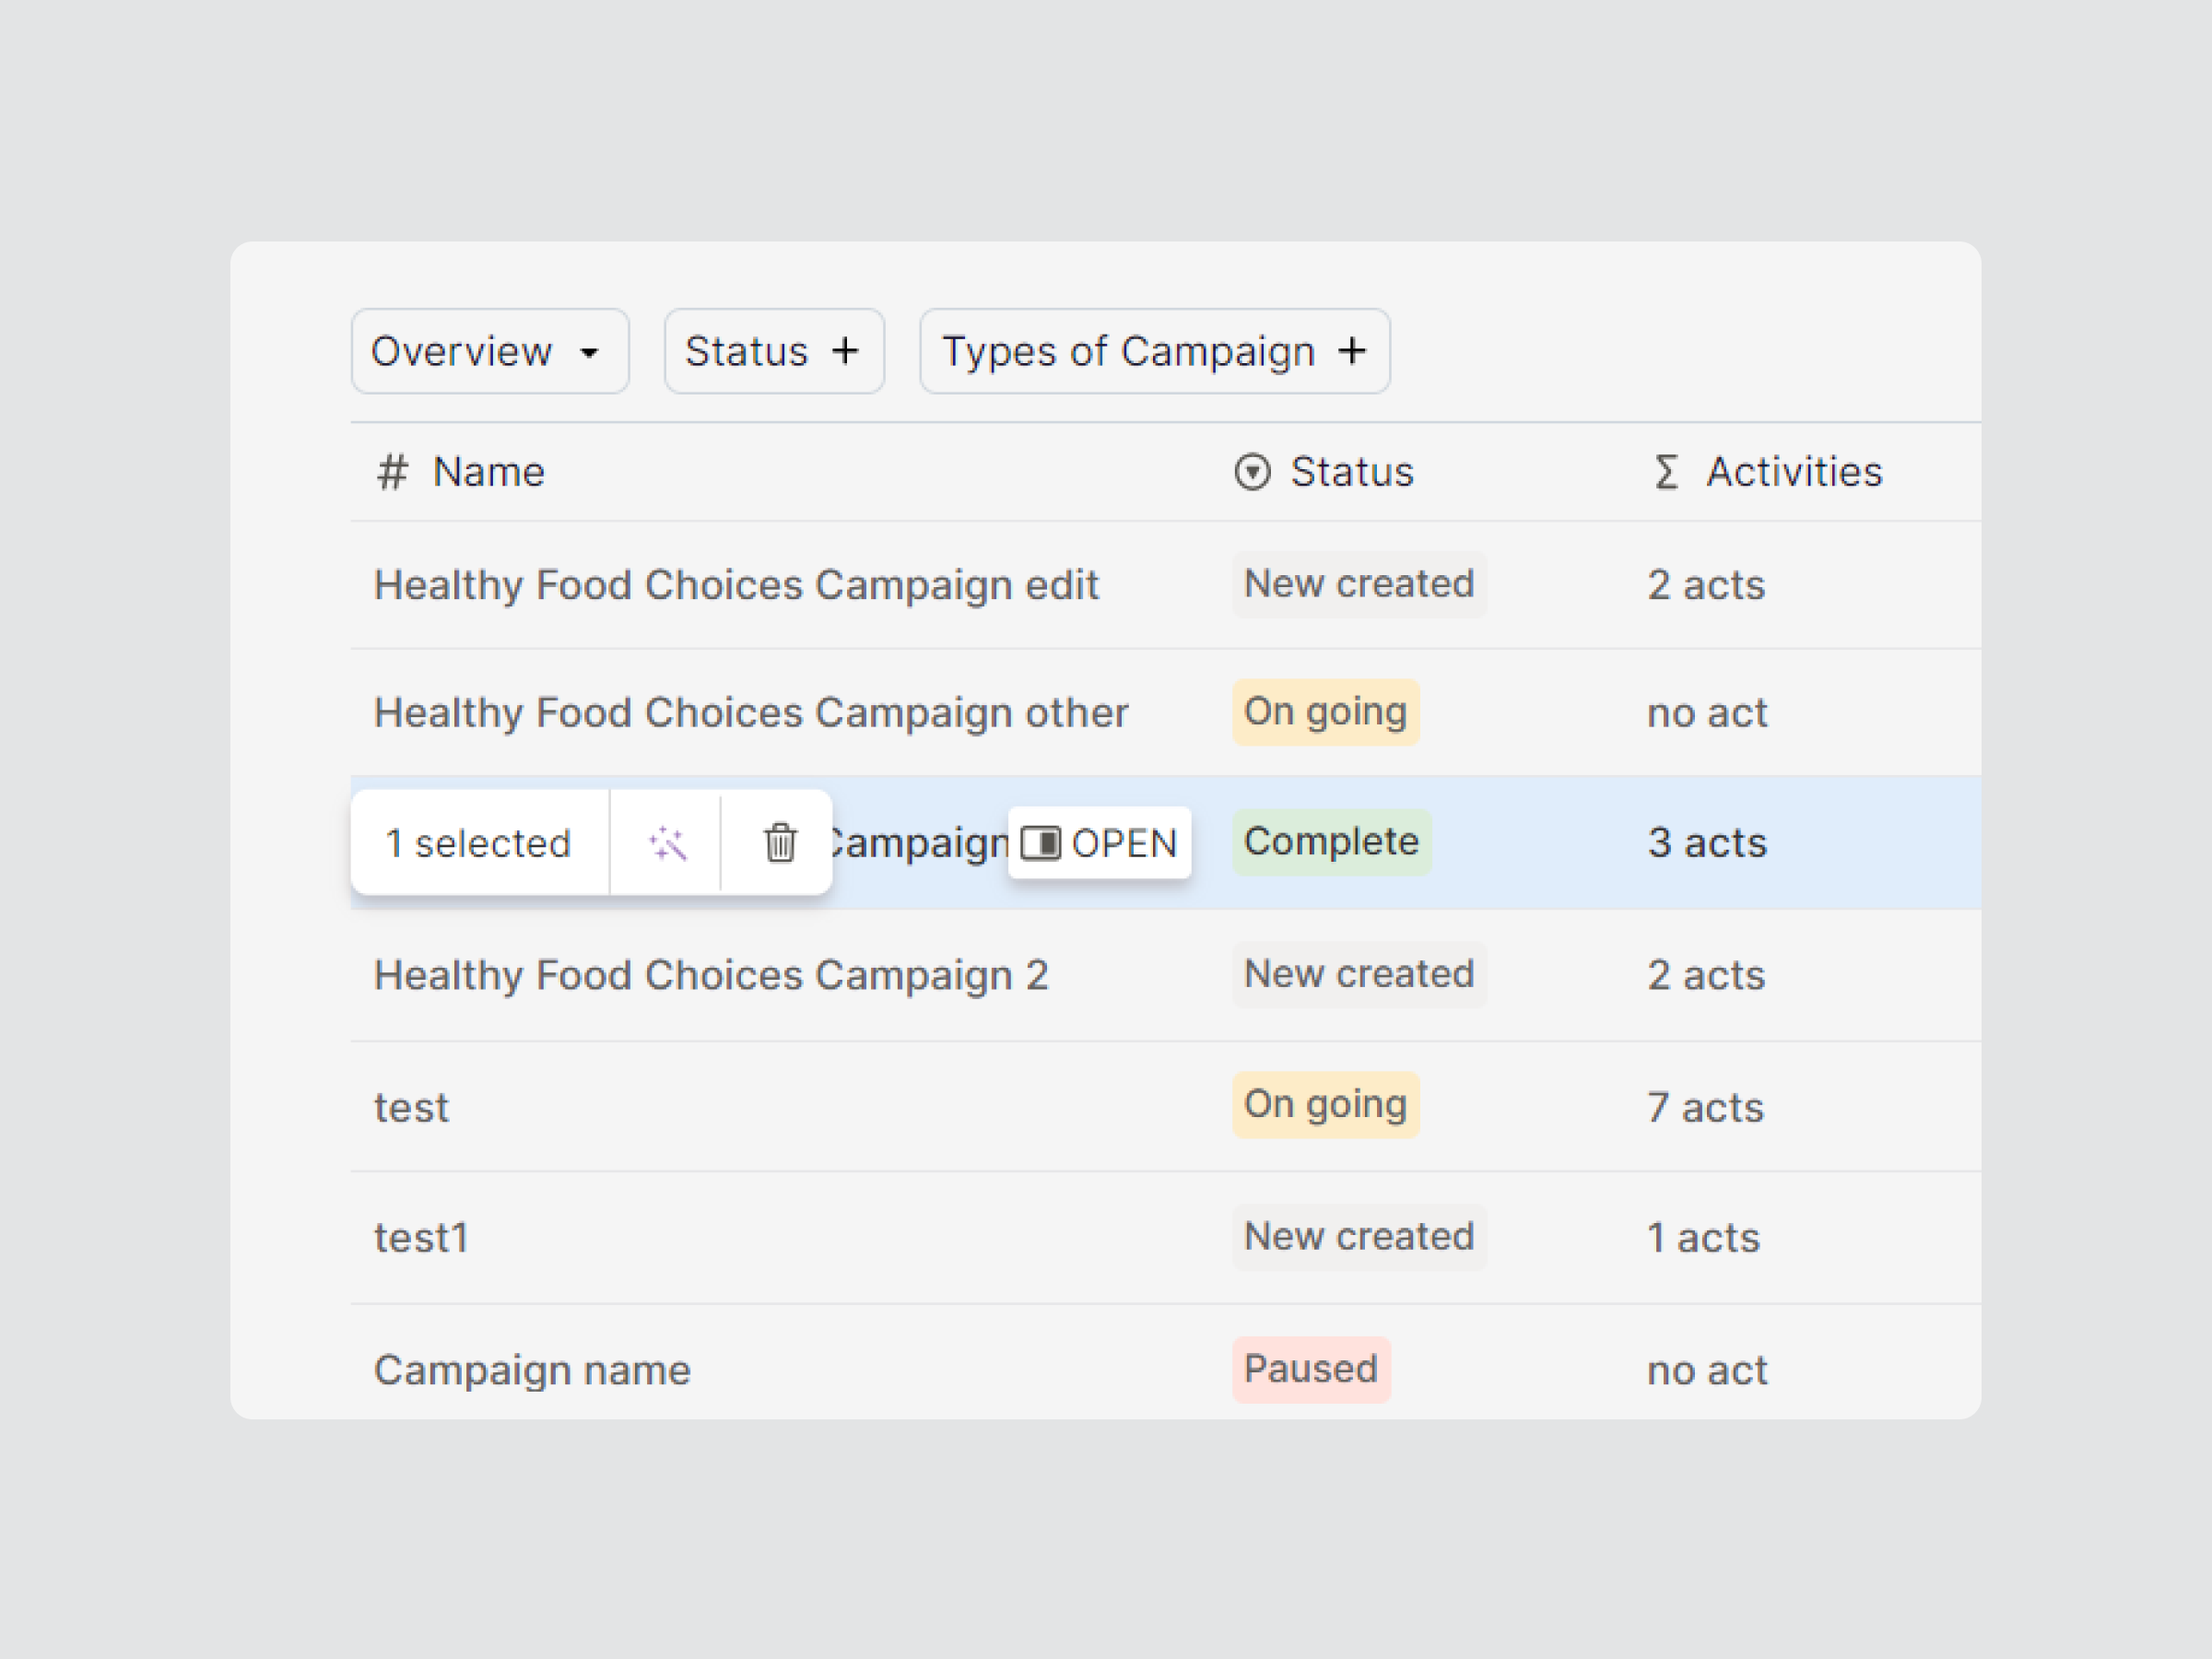 Overview Status + Types of Campaign +
# Name Status Σ Activities
Healthy Food Choices Campaign edit New created 2 acts
Healthy Food Choices Campaign other On going no act
1 selected Campaign OPEN Complete 3 acts
Healthy Food Choices Campaign 2 New created 2 acts
test On going 7 acts
test1 New created 1 acts
Campaign name Paused no act